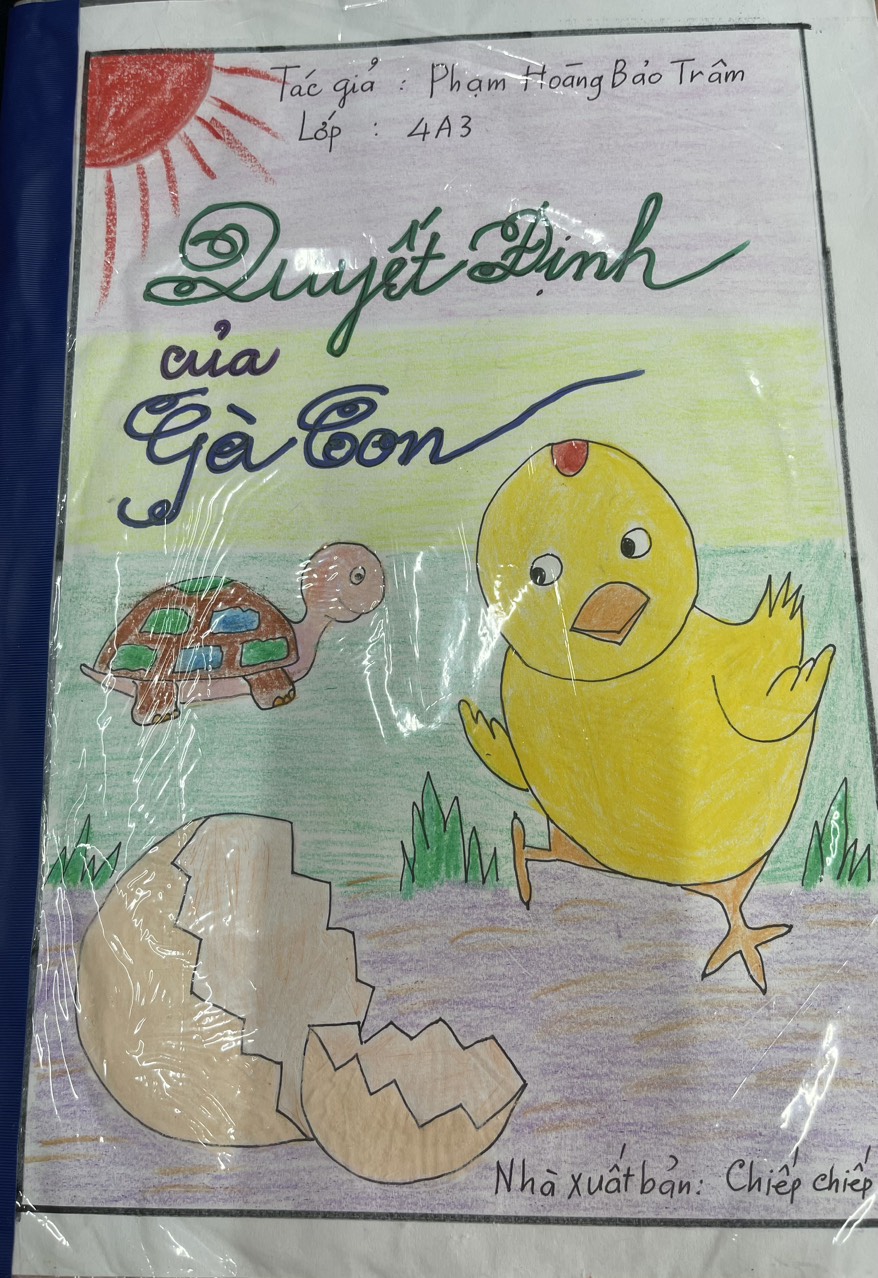 Tác giả : Phạm Hoàng Bảo Trâm
Lớp : 4A3
Quyết Định
của
Gà Con
Nhà xuất bản: Chiếp chiếp